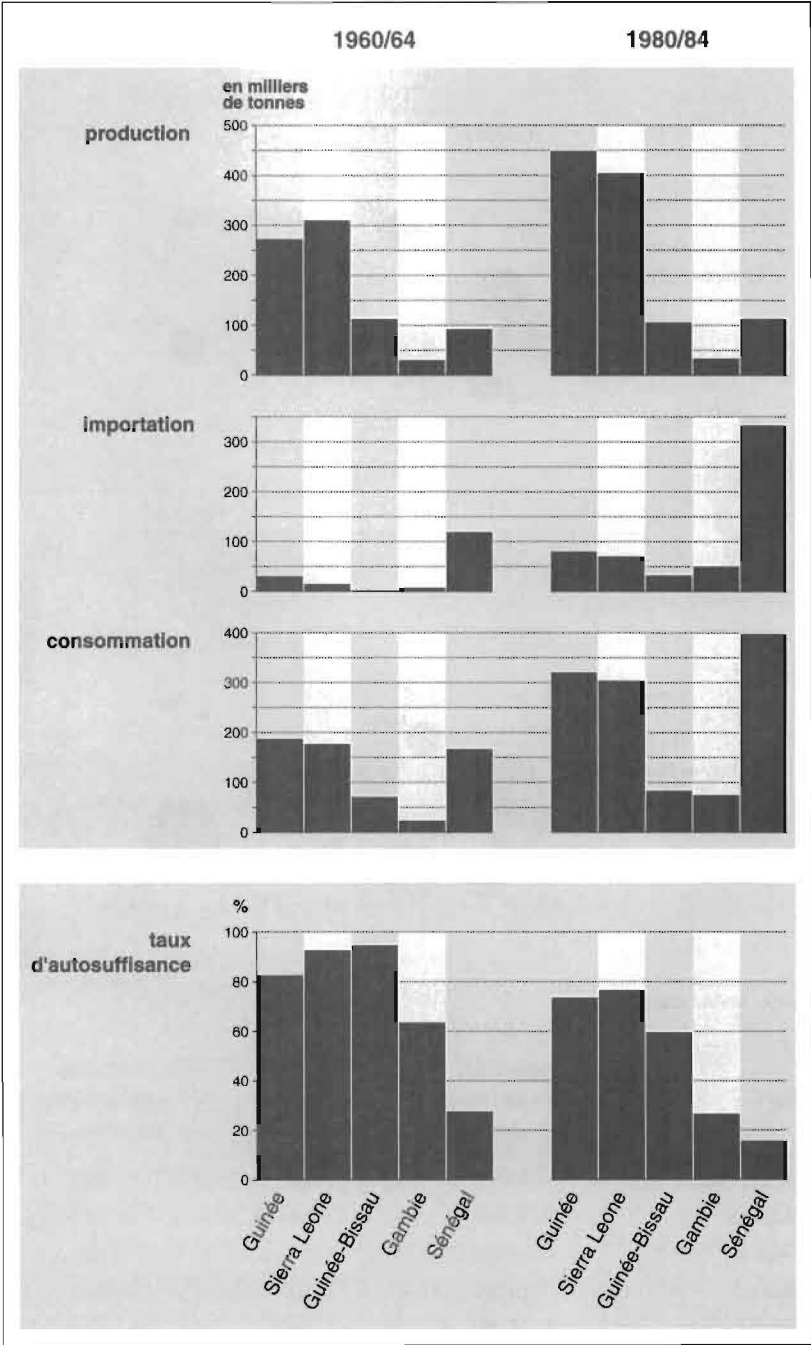 1960/64 1980/84
en milliers
de tonnes
production
500
400
300
200
100
0
importation
300
200
100
0
consommation
400
300
200
100
0
%
taux
d'autosuffisance
100
80
60
40
20
0
Guinée Sierra Leone Guinée-Bissau Gambie Sénégal Guinée Sierra Leone Guinée-Bissau Gambie Sénégal